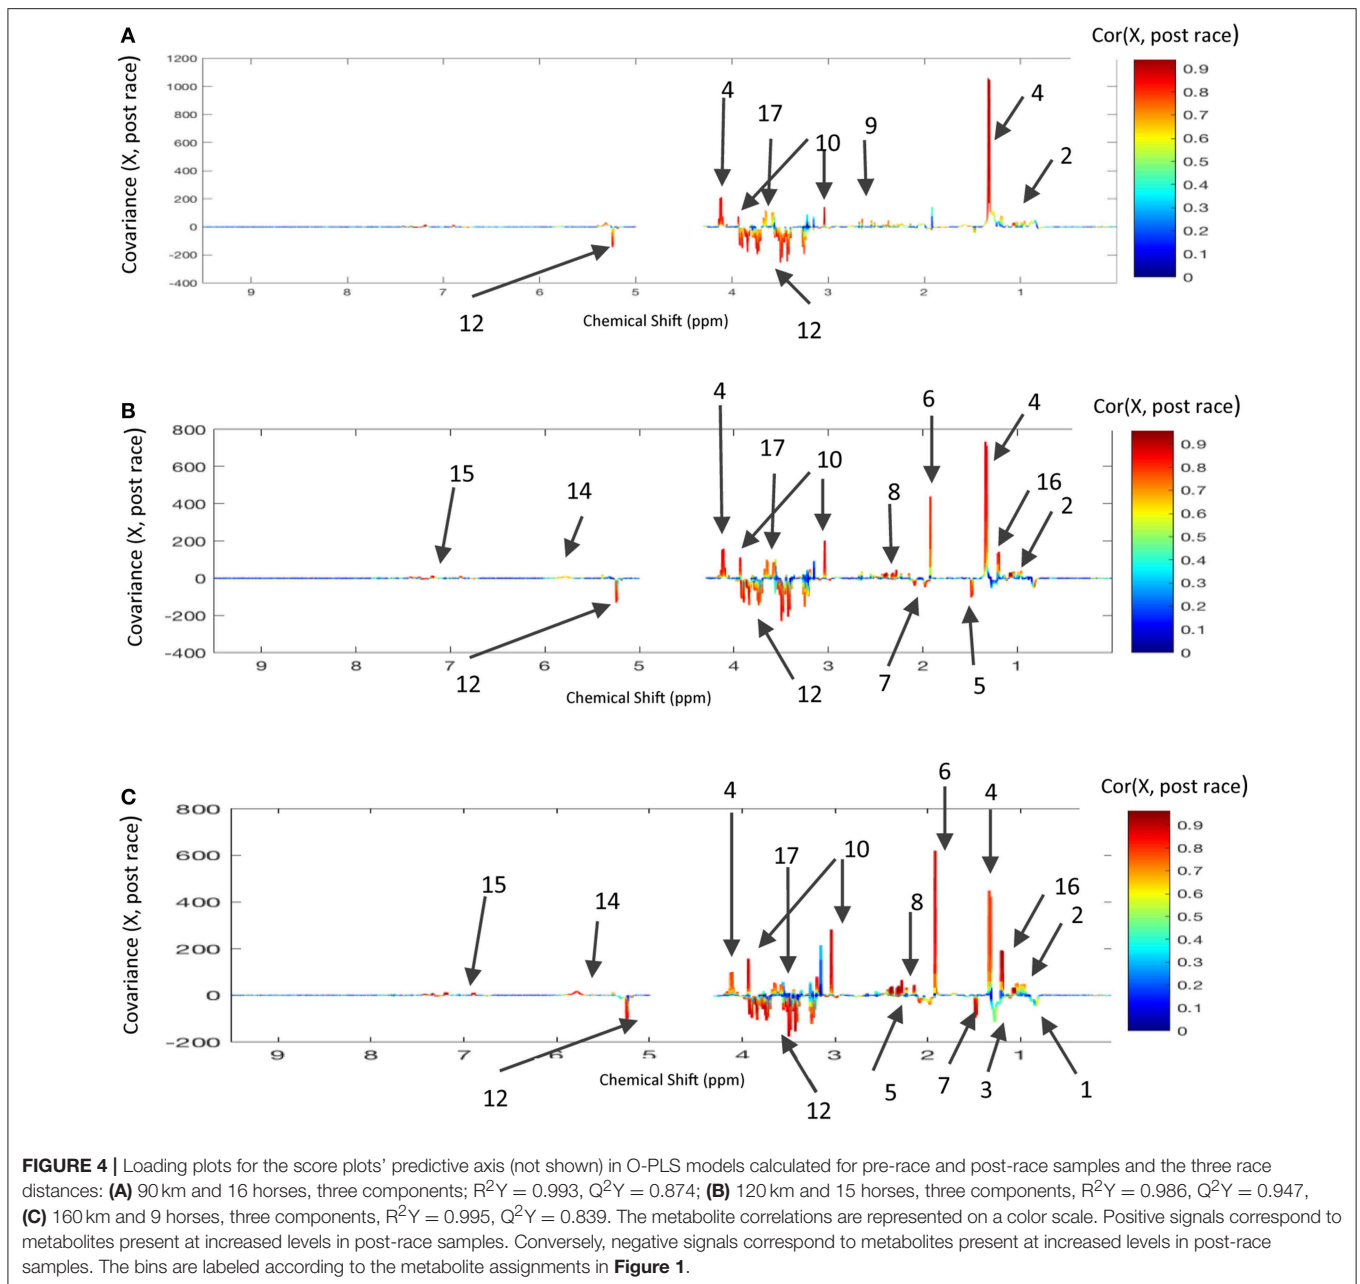 A
Cor(X, post race)
Covariance (X, post race)
1200
1000
800
600
400
200
0
-200
-400
9 8 7 6 5 4 3 2 1
4 17 10 9 4 2
12 12
Chemical Shift (ppm)
0.9
0.8
0.7
0.6
0.5
0.4
0.3
0.2
0.1
0
B
Cor(X, post race)
Covariance (X, post race)
800
600
400
200
0
-200
-400
9 8 7 6 5 4 3 2 1
15 14 4 17 10 8 6 4 16 2
12 12 7 5
Chemical Shift (ppm)
0.9
0.8
0.7
0.6
0.5
0.4
0.3
0.2
0.1
0
C
Cor(X, post race)
Covariance (X, post race)
800
600
400
200
0
-200
9 8 7 6 5 4 3 2 1
15 14 4 17 10 8 6 4 16 2
12 12 5 7 3 1
Chemical Shift (ppm)
0.9
0.8
0.7
0.6
0.5
0.4
0.3
0.2
0.1
0
FIGURE 4 | Loading plots for the score plots' predictive axis (not shown) in O-PLS models calculated for pre-race and post-race samples and the three race
distances: (A) 90 km and 16 horses, three components; R²Y = 0.993, Q²Y = 0.874; (B) 120 km and 15 horses, three components, R²Y = 0.986, Q²Y = 0.947,
(C) 160 km and 9 horses, three components, R²Y = 0.995, Q²Y = 0.839. The metabolite correlations are represented on a color scale. Positive signals correspond to
metabolites present at increased levels in post-race samples. Conversely, negative signals correspond to metabolites present at increased levels in post-race
samples. The bins are labeled according to the metabolite assignments in Figure 1.